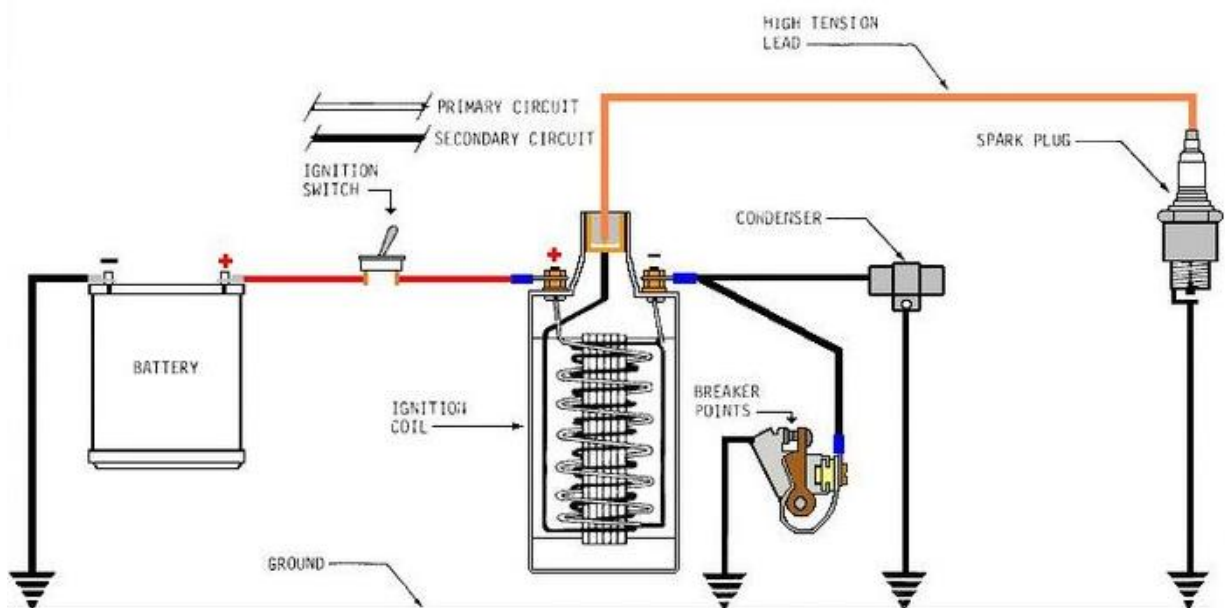 HIGH TENSION
LEAD
PRIMARY CIRCUIT
SECONDARY CIRCUIT
IGNITION
SWITCH
SPARK PLUG
CONDENSER
+
-
-
+
BATTERY
BREAKER
POINTS
IGNITION
COIL
GROUND